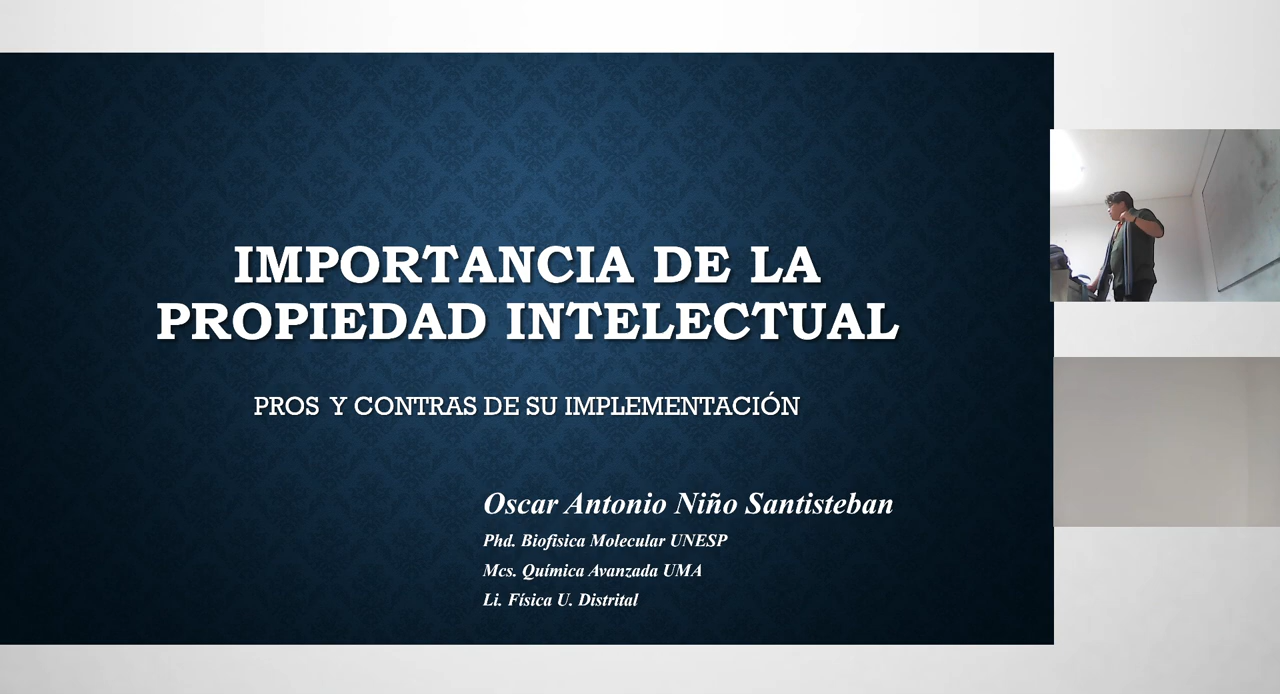 IMPORTANCIA DE LA
PROPIEDAD INTELECTUAL
PROS Y CONTRAS DE SU IMPLEMENTACIÓN
Oscar Antonio Niño Santisteban
Phd. Biofisica Molecular UNESP
Mcs. Química Avanzada UMA
Li. Física U. Distrital